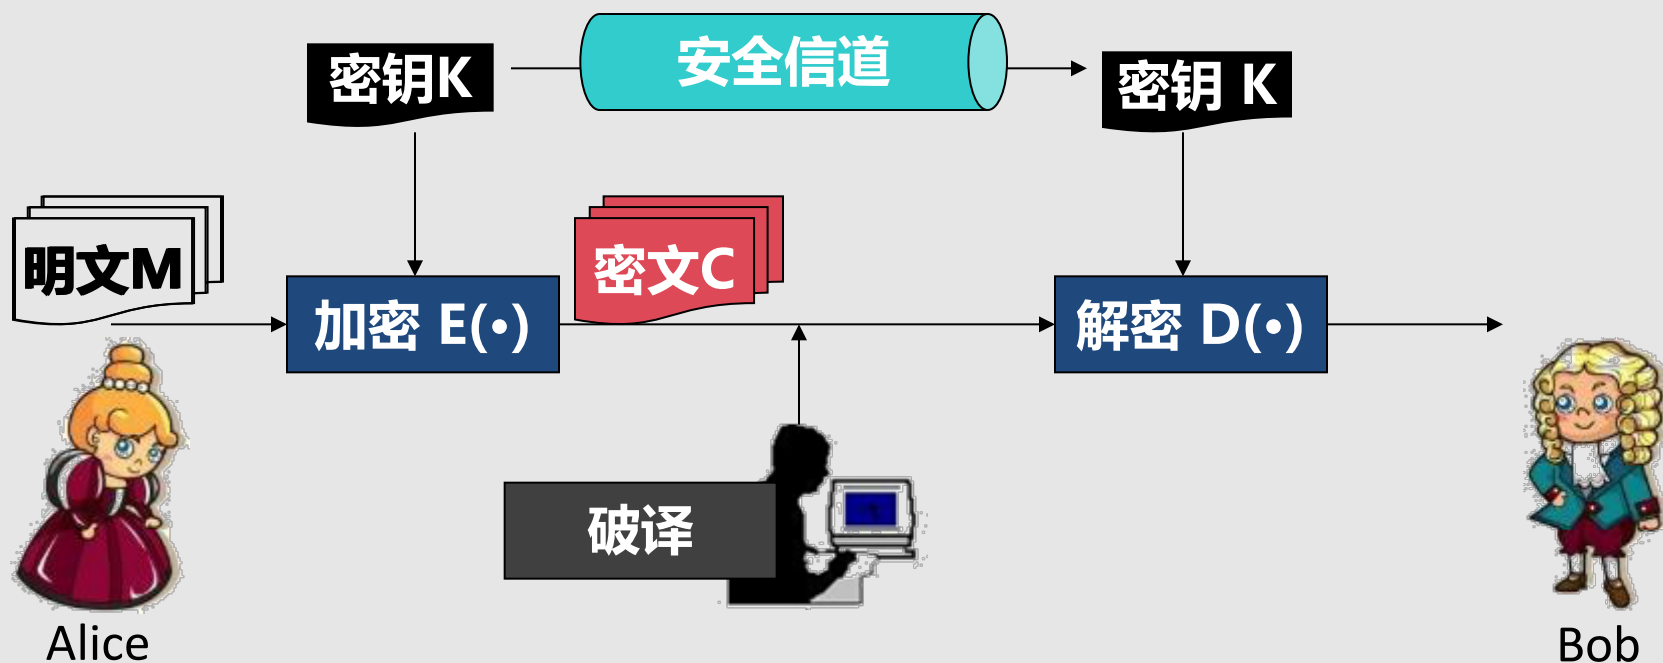 密钥K
安全信道
密钥 K
明文M
密文C
加密 E(•)
解密 D(•)
破译
Alice
Bob